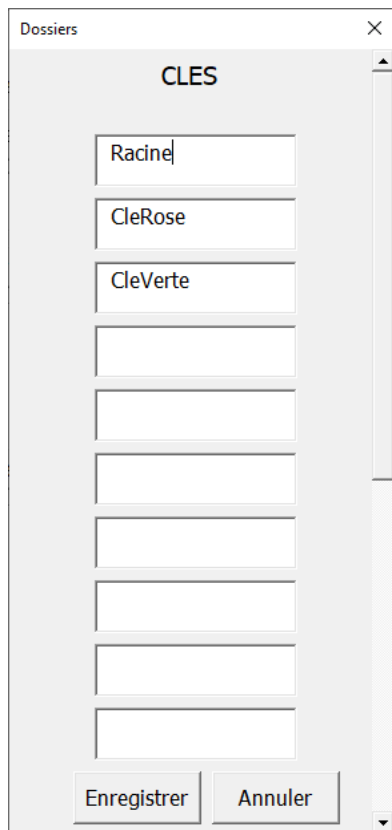 Dossiers
CLES
Racine
CleRose
CleVerte
Enregistrer
Annuler